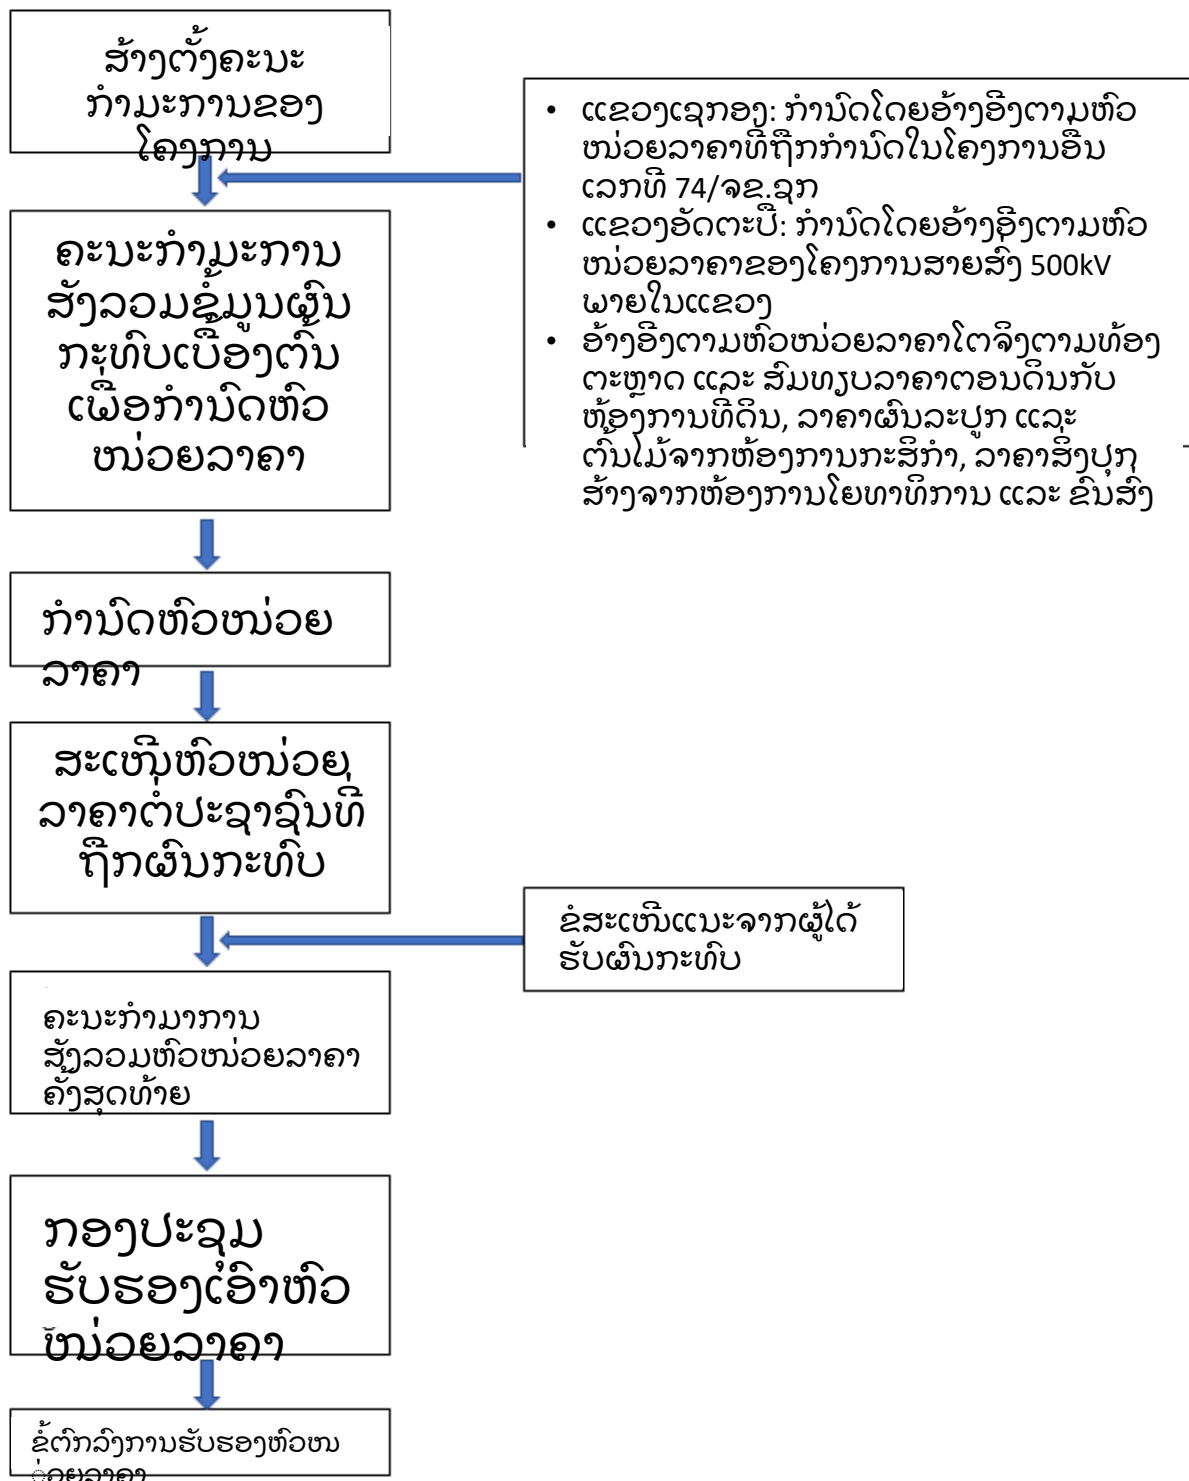 ສ້າງຕັ້ງຄະນະ
ກຳມະການຂອງ
ໂຄງການ
ແຂວງເຊກອງ: ກຳນົດໂດຍອ້າງອີງຕາມຫົວ
ໜ່ວຍລາຄາທີ່ຖືກກຳນົດໃນໂຄງການອື່ນ
ເລກທີ 74/ຈຂ.ຊກ
ແຂວງອັດຕະປື: ກຳນົດໂດຍອ້າງອີງຕາມຫົວ
ໜ່ວຍລາຄາຂອງໂຄງການສາຍສົ່ງ 500kV
ພາຍໃນແຂວງ
ອ້າງອີງຕາມຫົວໜ່ວຍລາຄາໂຕຈິງຕາມທ້ອງ
ຕະຫຼາດ ແລະ ສົມທຽບລາຄາຕອນດິນກັບ
ຫ້ອງການທີ່ດິນ, ລາຄາຜົນລະປູກ ແລະ
ຕົ້ນໄມ້ຈາກຫ້ອງການກະສິກຳ, ລາຄາສິ່ງປຸກ
ສ້າງຈາກຫ້ອງການໂຍທາທິການ ແລະ ຂົນສົ່ງ
ຄະນະກຳມະການ
ສັງລວມຂໍ້ມູນຜົນ
ກະທົບເບື້ອງຕົ້ນ
ເພື່ອກຳນົດຫົວ
ໜ່ວຍລາຄາ
ກຳນົດຫົວໜ່ວຍ
ລາຄາ
ສະເໜີຫົວໜ່ວຍ
ລາຄາຕໍ່ປະຊາຊົນທີ່
ຖືກຜົນກະທົບ
ຂໍສະເໜີແນະຈາກຜູ້ໄດ້
ຮັບຜົນກະທົບ
ຄະນະກຳມາການ
ສັງລວມຫົວໜ່ວຍລາຄາ
ຄັ້ງສຸດທ້າຍ
ກອງປະຊຸມ
ຮັບຮອງເອົາຫົວ
ໜ່ວຍລາຄາ
ຂໍ້ຕົກລົງການຮັບຮອງຫົວໜ
່ວຍລາຄາ